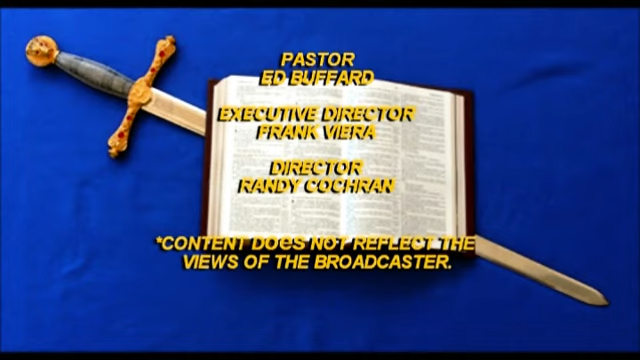 PASTOR
ED BUFFARD
EXECUTIVE DIRECTOR
FRANK VIERA
DIRECTOR
RANDY COCHRAN
*CONTENT DOeS NOT REFLECT THE
VIEWS OF THE BROADCASTER.